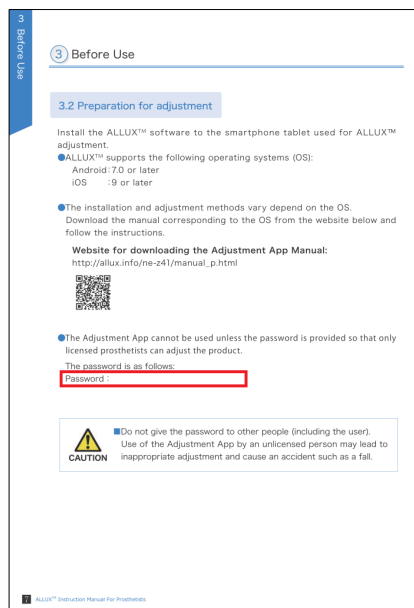 3
Before Use
3 Before Use
3.2 Preparation for adjustment
Install the ALLUX™ software to the smartphone tablet used for ALLUX™
adjustment.
●ALLUX™ supports the following operating systems (OS):
Android:7.0 or later
iOS :9 or later
●The installation and adjustment methods vary depend on the OS.
Download the manual corresponding to the OS from the website below and
follow the instructions.
Website for downloading the Adjustment App Manual:
http://allux.info/ne-z41/manual_p.html
●The Adjustment App cannot be used unless the password is provided so that only
licensed prosthetists can adjust the product.
The password is as follows:
Password :
CAUTION
■Do not give the password to other people (including the user).
Use of the Adjustment App by an unlicensed person may lead to
inappropriate adjustment and cause an accident such as a fall.
7 ALLUX™ Instruction Manual For Prosthetists